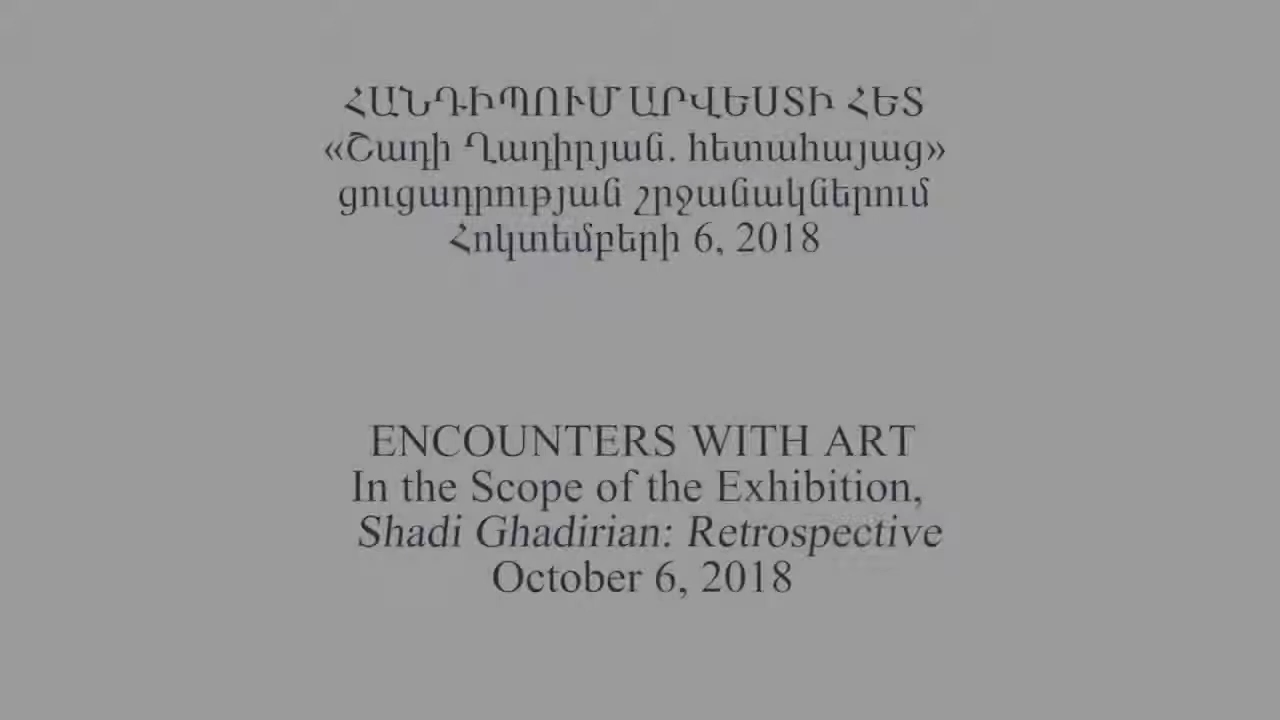 ՀԱՆԴԻՊՈՒՄ ԱՐՎԵՍՏԻ ՀԵՏ
«Շադի Ղադիրյան. հետահայաց»
ցուցադրության շրջանակներում
Հոկտեմբերի 6, 2018
ENCOUNTERS WITH ART
In the Scope of the Exhibition,
Shadi Ghadirian: Retrospective
October 6, 2018